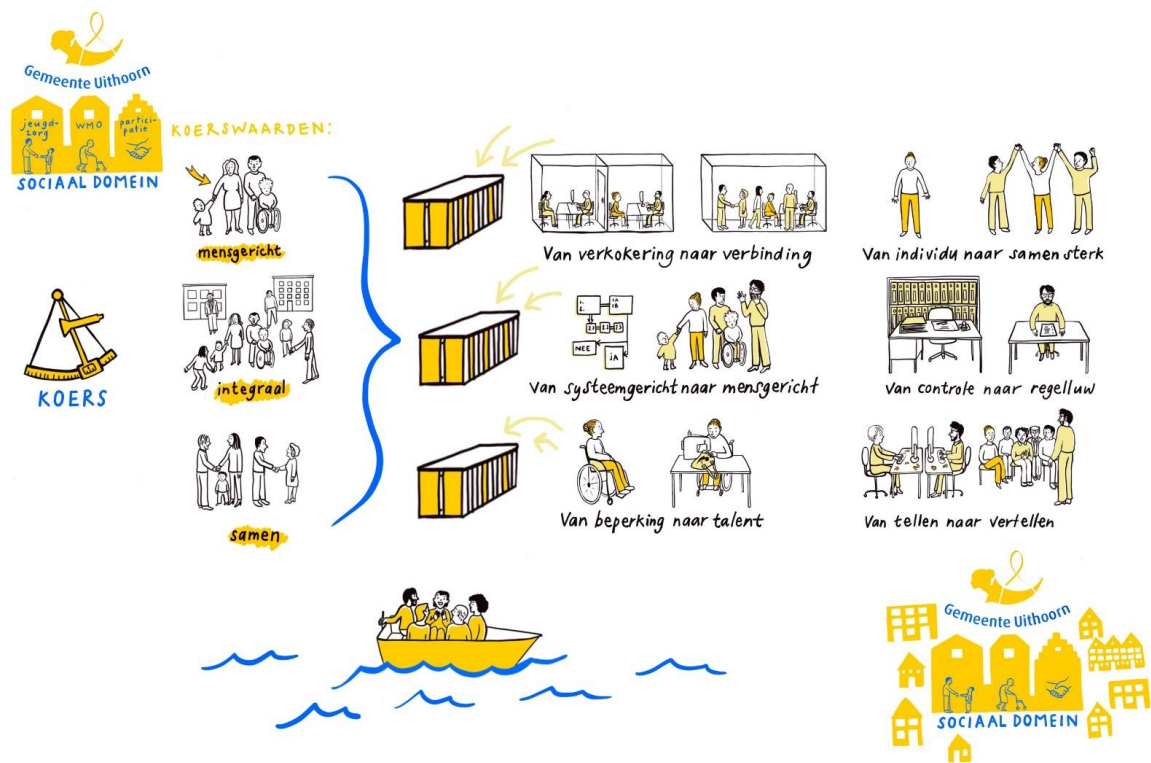 Gemeente Uithoorn
jeugd-
zorg
WMO
partici-
patie
SOCIAAL DOMEIN
KOERSWAARDEN:
mensgericht
integraal
samen
KOERS
Van verkokering naar verbinding
Van individu naar samen sterk
NEE
JA
Van systeemgericht naar mensgericht
Van controle naar regelluw
Van beperking naar talent
Van tellen naar vertellen
Gemeente Uithoorn
SOCIAAL DOMEIN